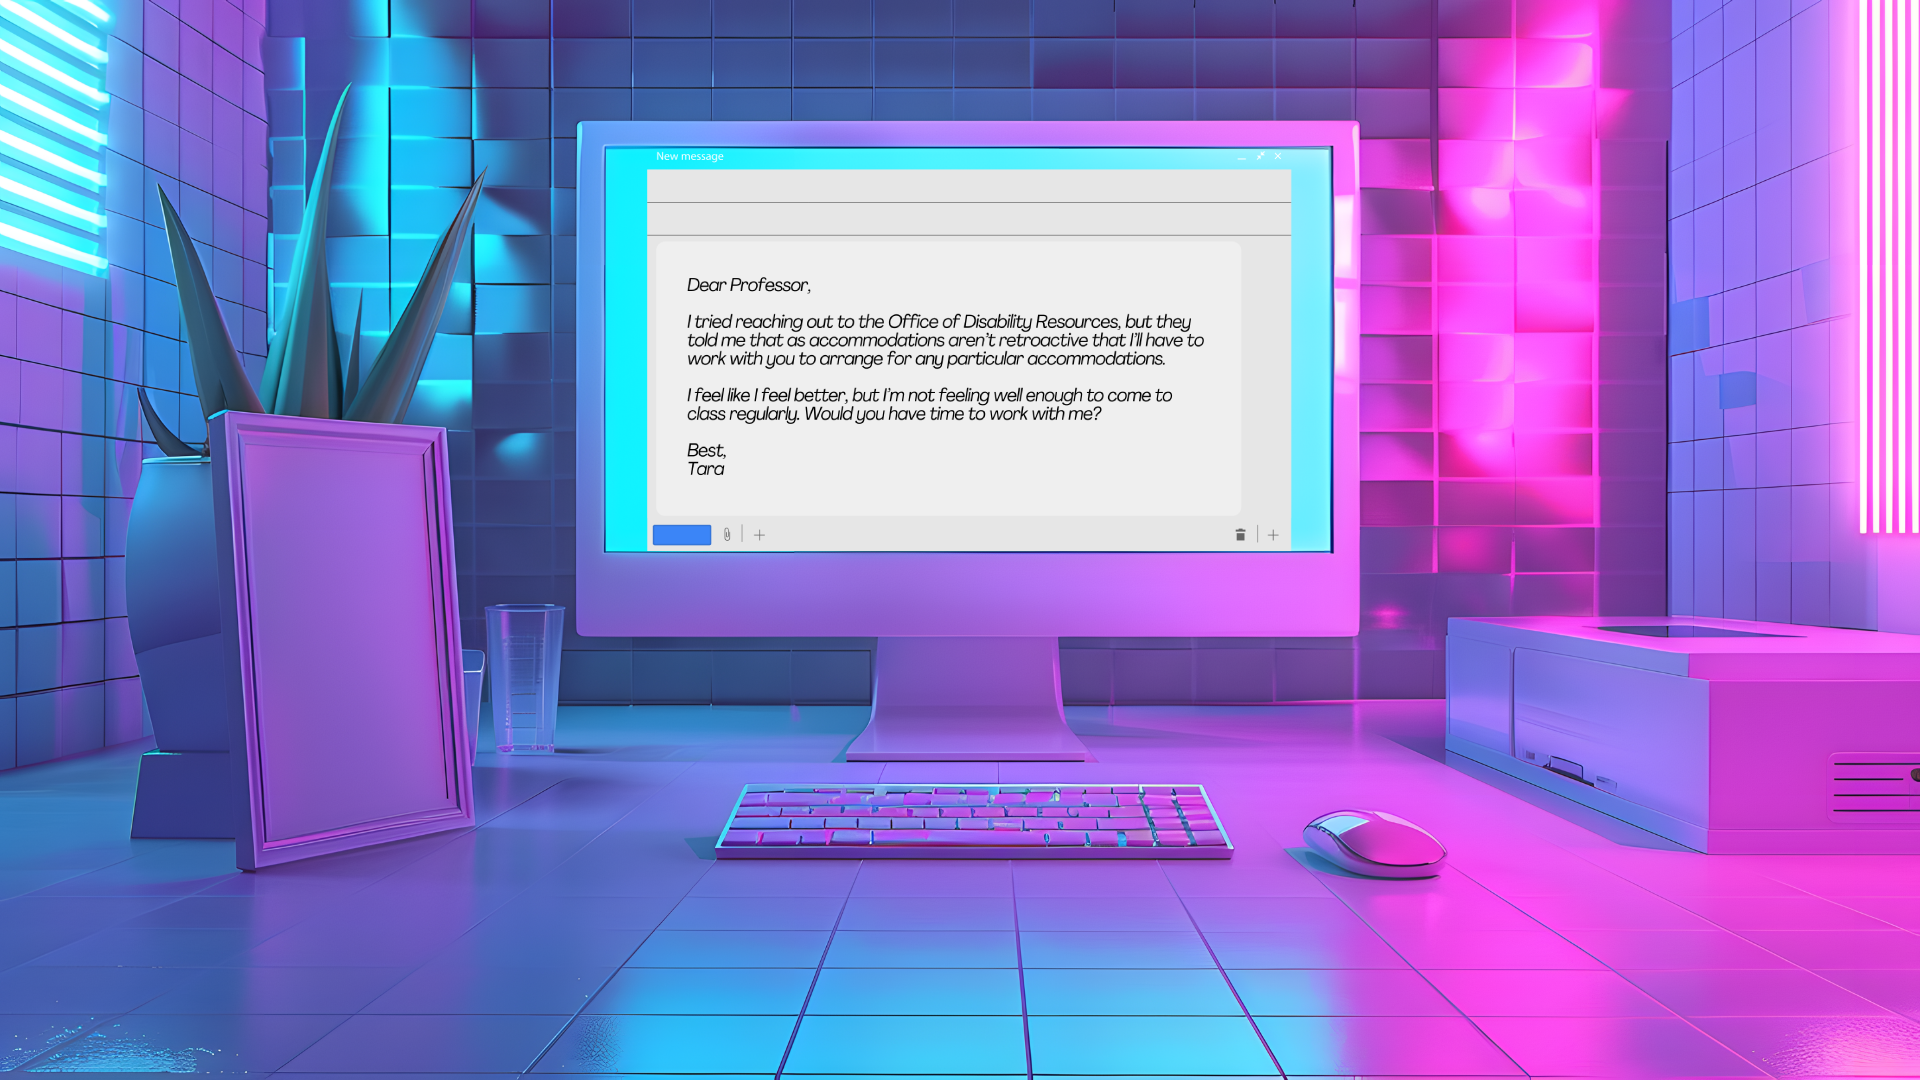 New message
Dear Professor,
I tried reaching out to the Office of Disability Resources, but they
told me that as accommodations aren't retroactive that I'll have to
work with you to arrange for any particular accommodations.
I feel like I feel better, but I'm not feeling well enough to come to
class regularly. Would you have time to work with me?
Best,
Tara